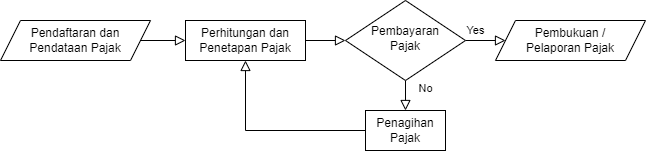 Pendaftaran dan
Pendataan Pajak
Perhitungan dan
Penetapan Pajak
Pembayaran
Pajak
Yes
Pembukuan /
Pelaporan Pajak
No
Penagihan
Pajak